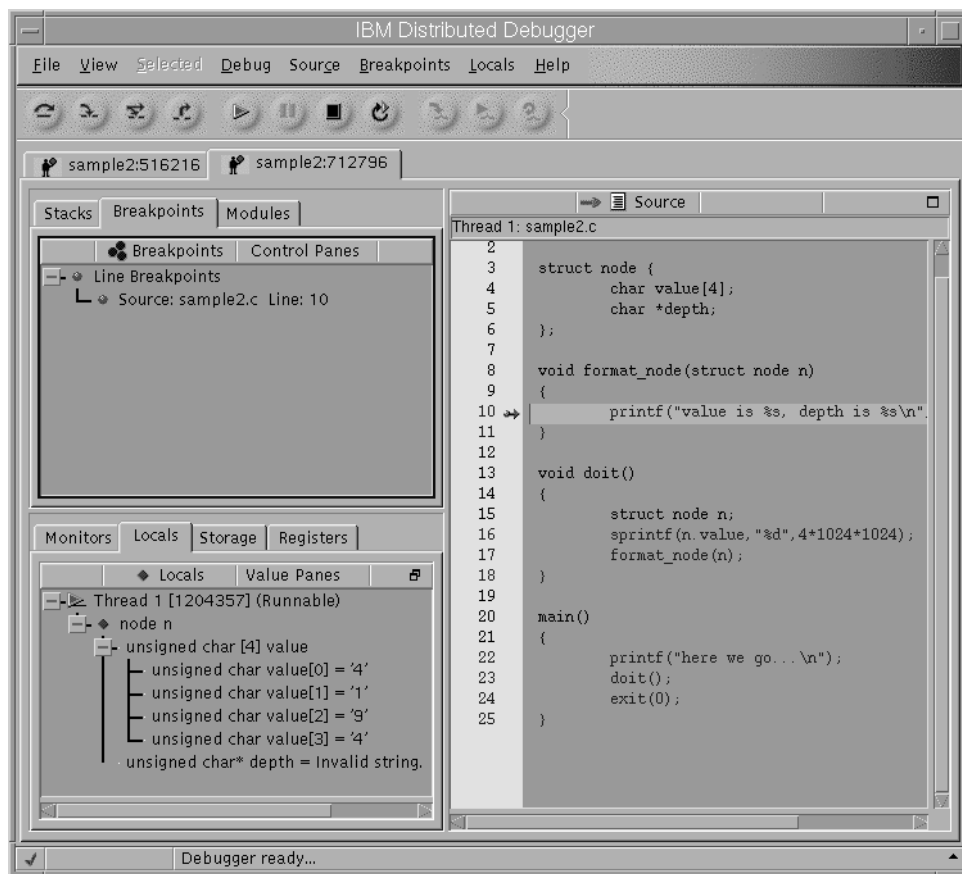 IBM Distributed Debugger
File View Selected Debug Source Breakpoints Locals Help
sample2:516216 sample2:712796
Stacks Breakpoints Modules
Breakpoints Control Panes
Line Breakpoints
Source: sample2.c Line: 10
Monitors Locals Storage Registers
Locals Value Panes
Thread 1 [1204357] (Runnable)
node n
unsigned char [4] value
unsigned char value[0] = '4'
unsigned char value[1] = '1'
unsigned char value[2] = '9'
unsigned char value[3] = '4'
unsigned char* depth = Invalid string.
Source
Thread 1: sample2.c
2
3 struct node {
4 char value[4];
5 char *depth;
6 };
7
8 void format_node(struct node n)
9 {
10 printf("value is %s, depth is %s\n",
11 }
12
13 void doit()
14 {
15 struct node n;
16 sprintf(n.value,"%d",4*1024*1024);
17 format_node(n);
18 }
19
20 main()
21 {
22 printf("here we go...\n");
23 doit();
24 exit(0);
25 }
Debugger ready...